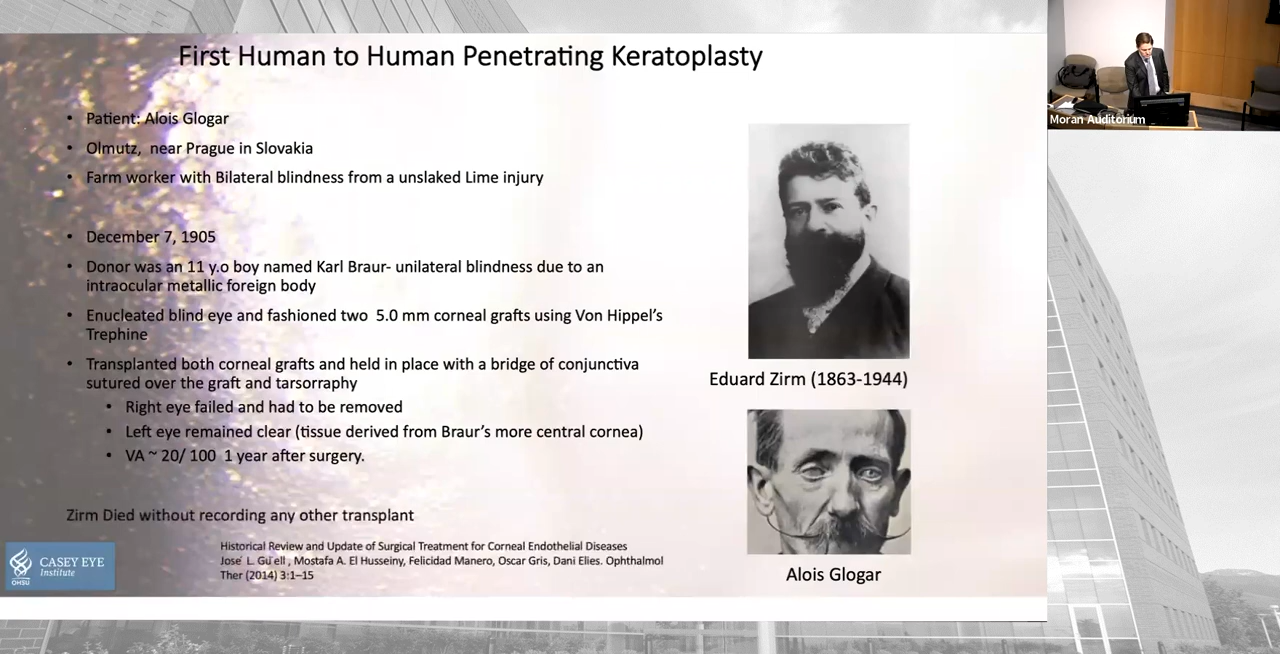 First Human to Human Penetrating Keratoplasty
Patient: Alois Glogar
Olmutz, near Prague in Slovakia
Farm worker with Bilateral blindness from a unslaked Lime injury
December 7, 1905
Donor was an 11 y.o boy named Karl Braur- unilateral blindness due to an
intraocular metallic foreign body
Enucleated blind eye and fashioned two 5.0 mm corneal grafts using Von Hippel's
Trephine
Transplanted both corneal grafts and held in place with a bridge of conjunctiva
sutured over the graft and tarsorraphy
Right eye failed and had to be removed
Left eye remained clear (tissue derived from Braur's more central cornea)
VA ~ 20/ 100 1 year after surgery.
Zirm Died without recording any other transplant
Historical Review and Update of Surgical Treatment for Corneal Endothelial Diseases
Jose´ L. Gu¨ell , Mostafa A. El Husseiny, Felicidad Manero, Oscar Gris, Dani Elies. Ophthalmol
Ther (2014) 3:1–15
OHSU
CASEY EYE
Institute
Eduard Zirm (1863-1944)
Alois Glogar
Moran Auditorium